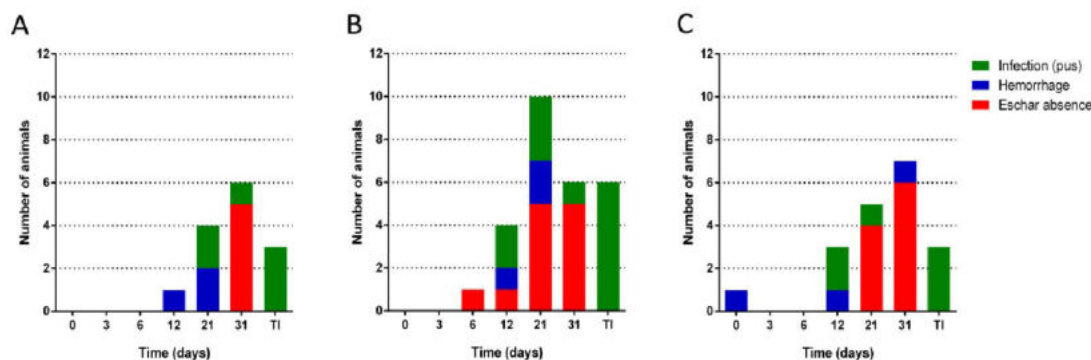 A
12
10
8
6
4
2
0
Number of animals
0 3 6 12 21 31 TI
Time (days)
B
12
10
8
6
4
2
0
Number of animals
0 3 6 12 21 31 TI
Time (days)
C
12
10
8
6
4
2
0
Number of animals
0 3 6 12 21 31 TI
Time (days)
Infection (pus)
Hemorrhage
Eschar absence